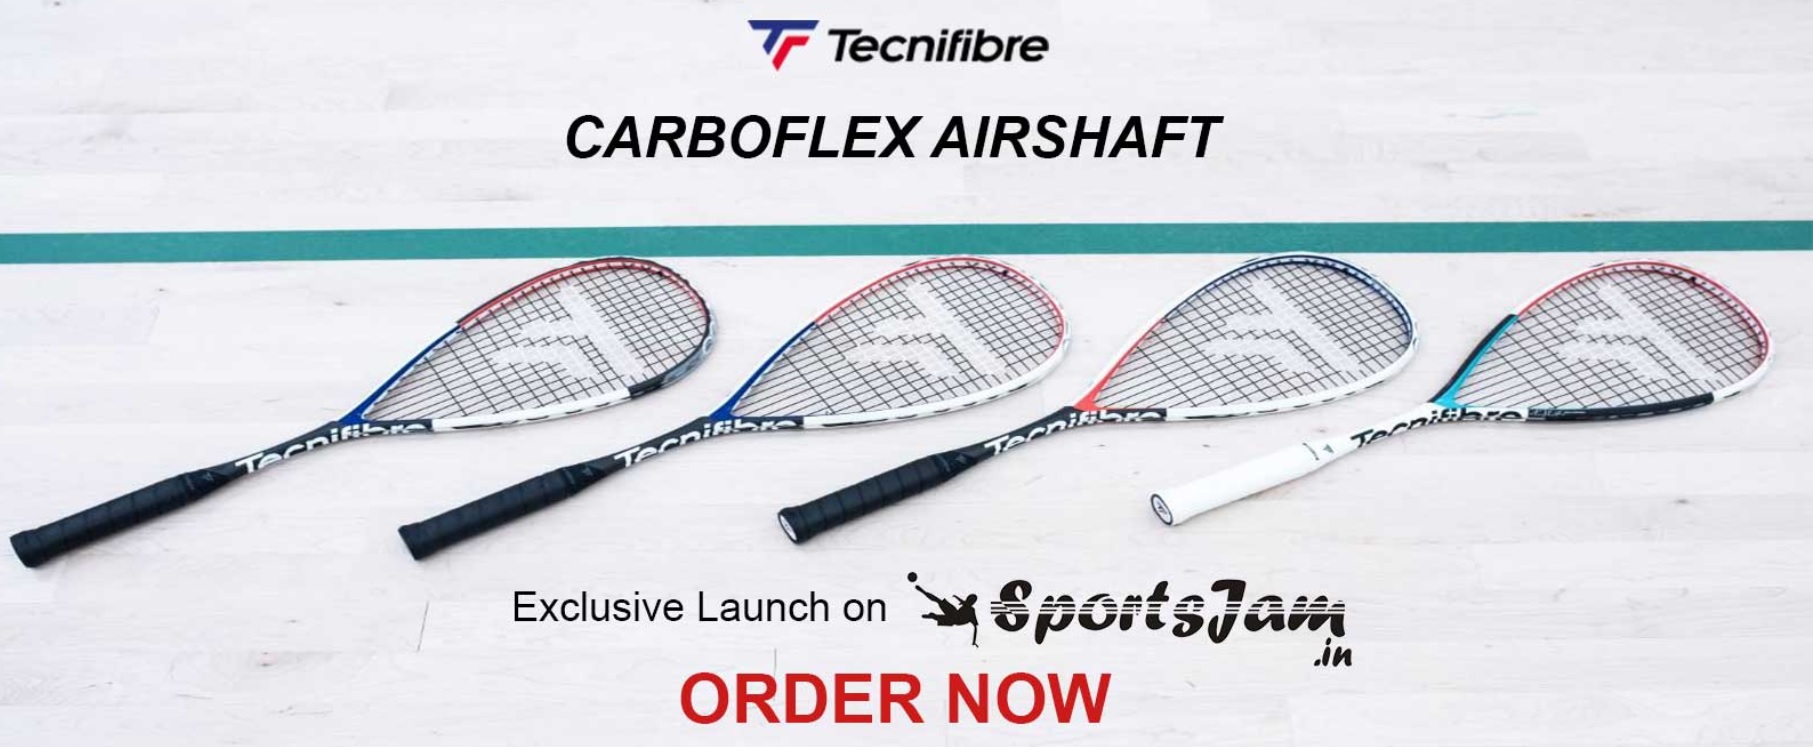 Tecnifibre
CARBOFLEX AIRSHAFT
Tecnifibre
Tecnifibre
Tecnifibre
Tecnifibre
Exclusive Launch on SportsJam
.in
ORDER NOW